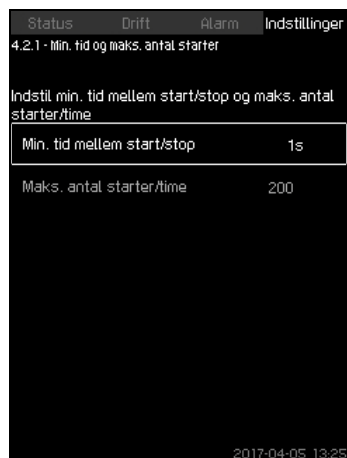 Status Drift Alarm Indstillinger
4.2.1 - Min. tid og maks. antal starter
Indstil min. tid mellem start/stop og maks. antal
starter/time
Min. tid mellem start/stop 1s
Maks. antal starter/time 200
2017-04-05 13:25